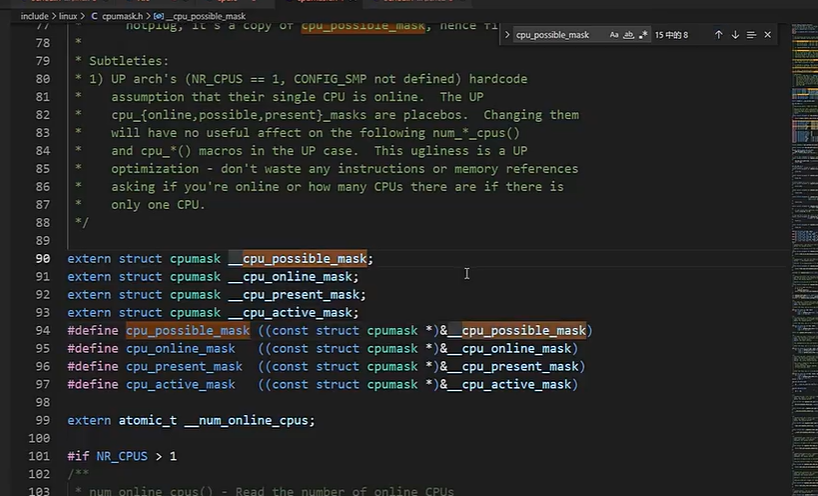 include > linux > C cpumask.h > __cpu_possible_mask
cpu_possible_mask Aa ab 15 中的 8
77 * notplug, it's a copy of cpu_possible_mask, hence
78 *
79 * Subtleties:
80 * 1) UP arch's (NR_CPUS == 1, CONFIG_SMP not defined) hardcode
81 * assumption that their single CPU is online.  The UP
82 * cpu_{online,possible,present}_masks are placebos.  Changing them
83 * will have no useful affect on the following num_*_cpus()
84 * and cpu_*() macros in the UP case.  This ugliness is a UP
85 * optimization - don't waste any instructions or memory references
86 * asking if you're online or how many CPUs there are if there is
87 * only one CPU.
88 */
89
90 extern struct cpumask __cpu_possible_mask;
91 extern struct cpumask __cpu_online_mask;
92 extern struct cpumask __cpu_present_mask;
93 extern struct cpumask __cpu_active_mask;
94 #define cpu_possible_mask ((const struct cpumask *)&__cpu_possible_mask)
95 #define cpu_online_mask   ((const struct cpumask *)&__cpu_online_mask)
96 #define cpu_present_mask  ((const struct cpumask *)&__cpu_present_mask)
97 #define cpu_active_mask   ((const struct cpumask *)&__cpu_active_mask)
98
99 extern atomic_t __num_online_cpus;
100
101 #if NR_CPUS > 1
102 /**
103 * num_online_cpus() - Read the number of online CPUs